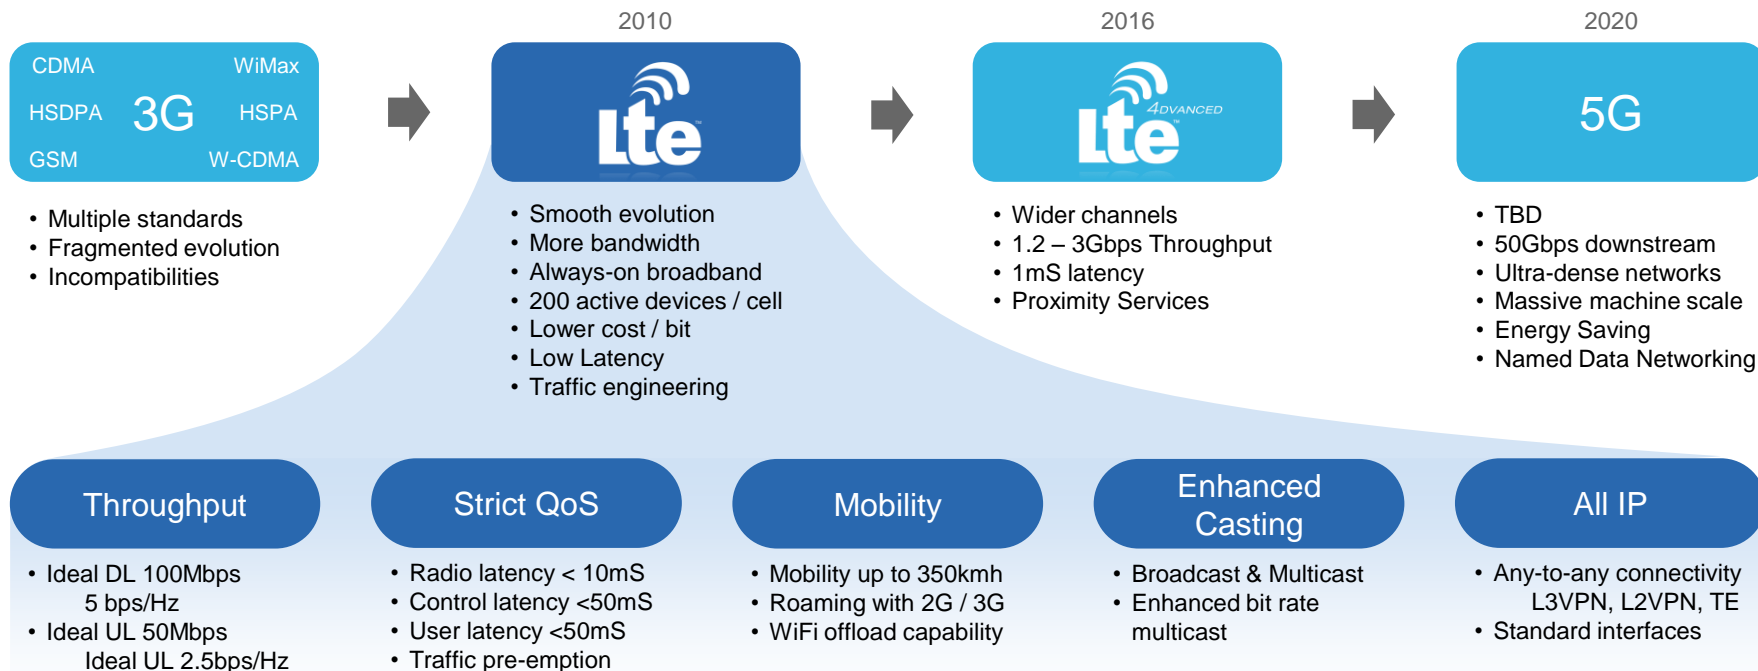 2010
2016
2020
CDMA
WiMax
HSDPA
3G
HSPA
GSM
W-CDMA
Lte™
Lte™ 4DVANCED
5G
• Multiple standards
• Fragmented evolution
• Incompatibilities
• Smooth evolution
• More bandwidth
• Always-on broadband
• 200 active devices / cell
• Lower cost / bit
• Low Latency
• Traffic engineering
• Wider channels
• 1.2 – 3Gbps Throughput
• 1mS latency
• Proximity Services
• TBD
• 50Gbps downstream
• Ultra-dense networks
• Massive machine scale
• Energy Saving
• Named Data Networking
Throughput
• Ideal DL 100Mbps
5 bps/Hz
• Ideal UL 50Mbps
Ideal UL 2.5bps/Hz
Strict QoS
• Radio latency < 10mS
• Control latency <50mS
• User latency <50mS
• Traffic pre-emption
Mobility
• Mobility up to 350kmh
• Roaming with 2G / 3G
• WiFi offload capability
Enhanced
Casting
• Broadcast & Multicast
• Enhanced bit rate
multicast
All IP
• Any-to-any connectivity
L3VPN, L2VPN, TE
• Standard interfaces